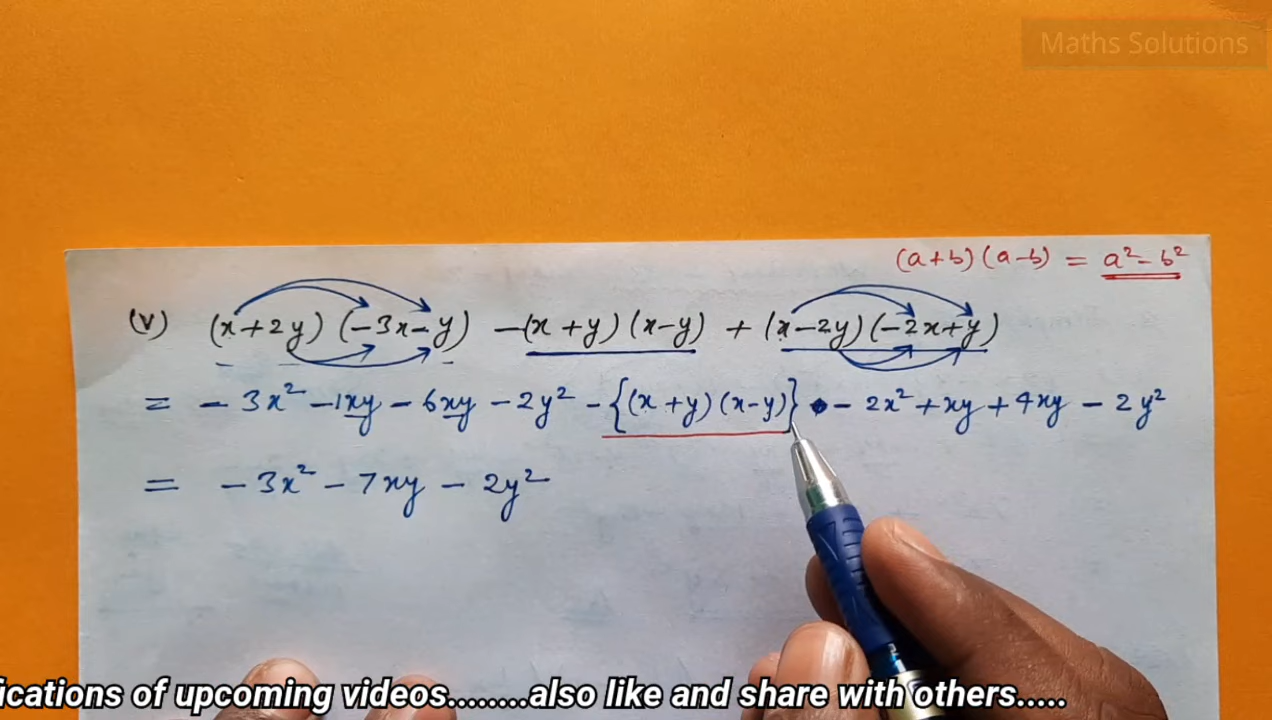 Maths Solutions
(a+b)(a-b) = a²-b²
(v) (x+2y)(-3x-y) -(x+y)(x-y) + (x-2y)(-2x+y)
= -3x² -1xy - 6xy - 2y² - {(x+y)(x-y)} - 2x² + xy + 4xy - 2y²
= -3x² - 7xy - 2y²
ications of upcoming videos........also like and share with others.....